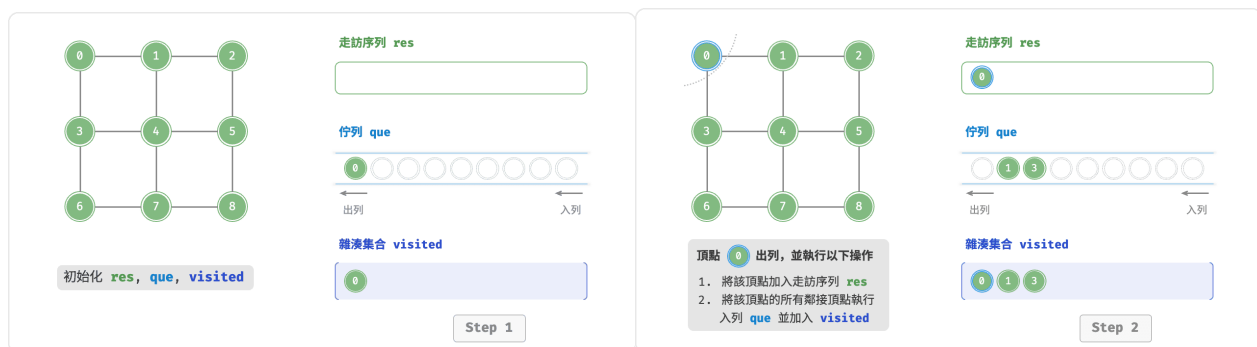 0 1 2
3 4 5
6 7 8
初始化 res, que, visited
走訪序列 res
佇列 que
0
出列 入列
雜湊集合 visited
0
Step 1
0 1 2
3 4 5
6 7 8
頂點 0 出列，並執行以下操作
1. 將該頂點加入走訪序列 res
2. 將該頂點的所有鄰接頂點執行
入列 que 並加入 visited
走訪序列 res
0
佇列 que
1 3
出列 入列
雜湊集合 visited
0 1 3
Step 2